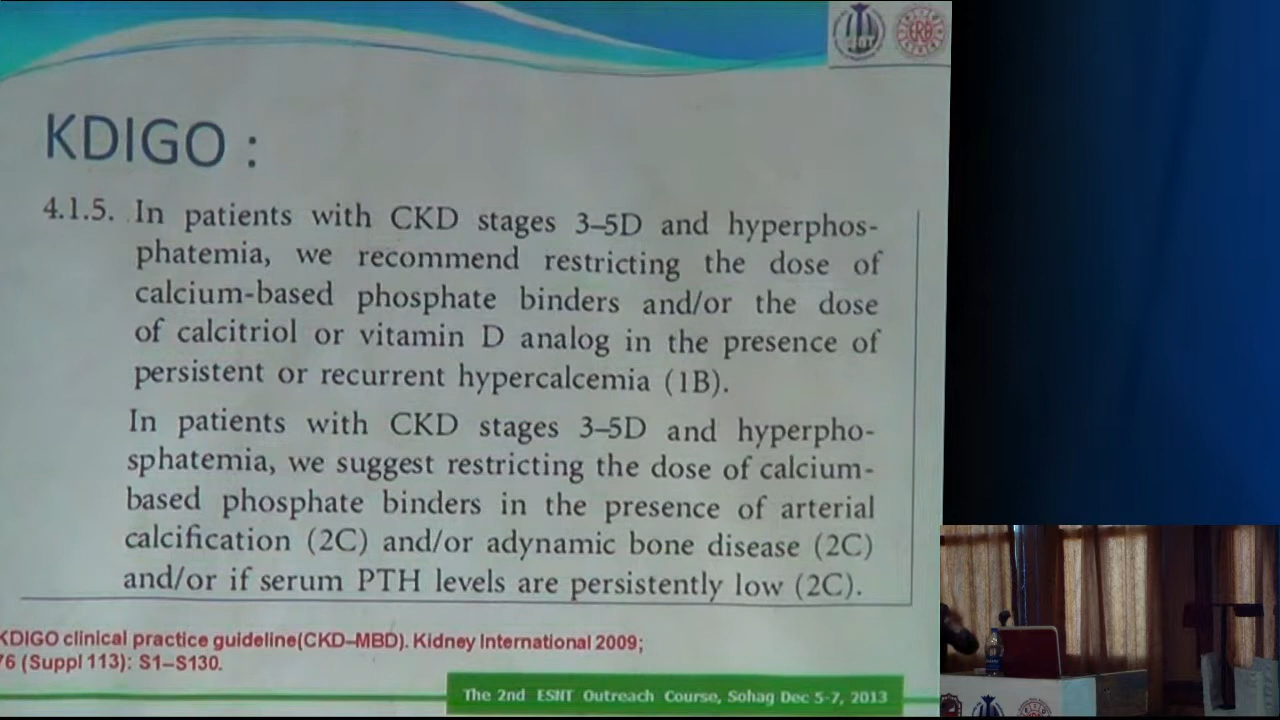 KDIGO :
4.1.5. In patients with CKD stages 3–5D and hyperphos-
phatemia, we recommend restricting the dose of
calcium-based phosphate binders and/or the dose
of calcitriol or vitamin D analog in the presence of
persistent or recurrent hypercalcemia (1B).
In patients with CKD stages 3–5D and hyperpho-
sphatemia, we suggest restricting the dose of calcium-
based phosphate binders in the presence of arterial
calcification (2C) and/or adynamic bone disease (2C)
and/or if serum PTH levels are persistently low (2C).
KDIGO clinical practice guideline(CKD–MBD). Kidney International 2009;
76 (Suppl 113): S1–S130.
The 2nd ESNT Outreach Course, Sohag Dec 5-7, 2013